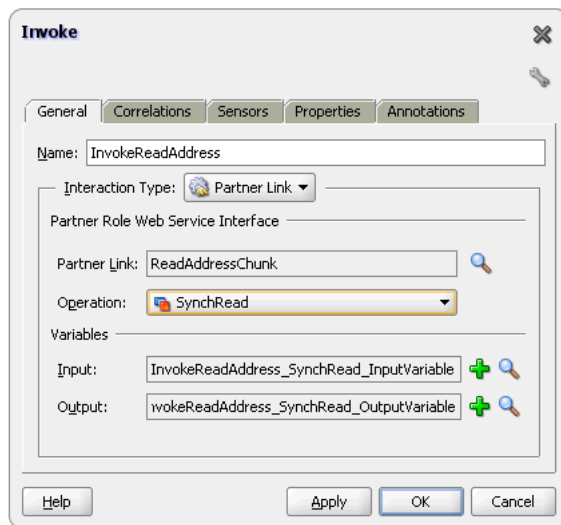 Invoke
General Correlations Sensors Properties Annotations
Name: InvokeReadAddress
Interaction Type: Partner Link
Partner Role Web Service Interface
Partner Link: ReadAddressChunk
Operation: SynchRead
Variables
Input: InvokeReadAddress_SynchRead_InputVariable
Output: ıvokeReadAddress_SynchRead_OutputVariable
Help Apply OK Cancel